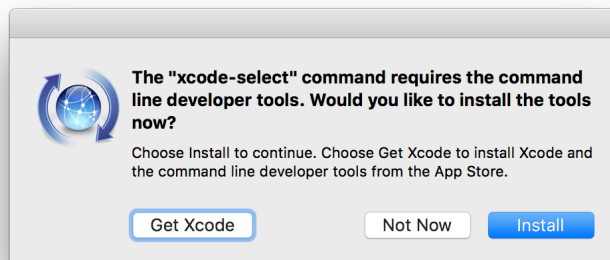 The "xcode-select" command requires the command
line developer tools. Would you like to install the tools
now?
Choose Install to continue. Choose Get Xcode to install Xcode and
the command line developer tools from the App Store.
Get Xcode
Not Now
Install